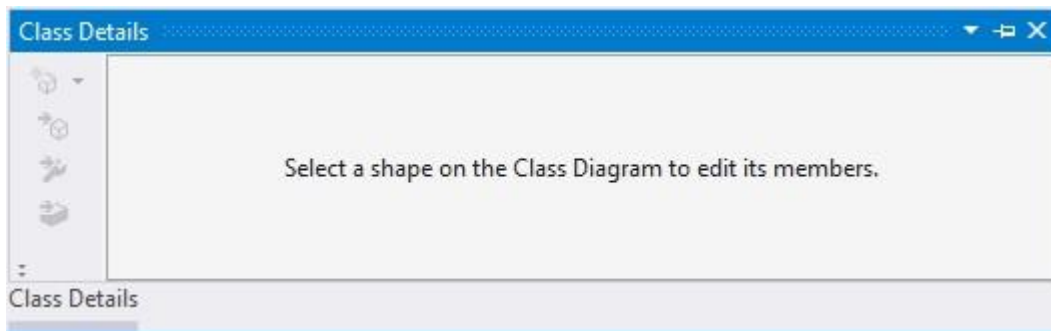 Class Details
Select a shape on the Class Diagram to edit its members.
Class Details